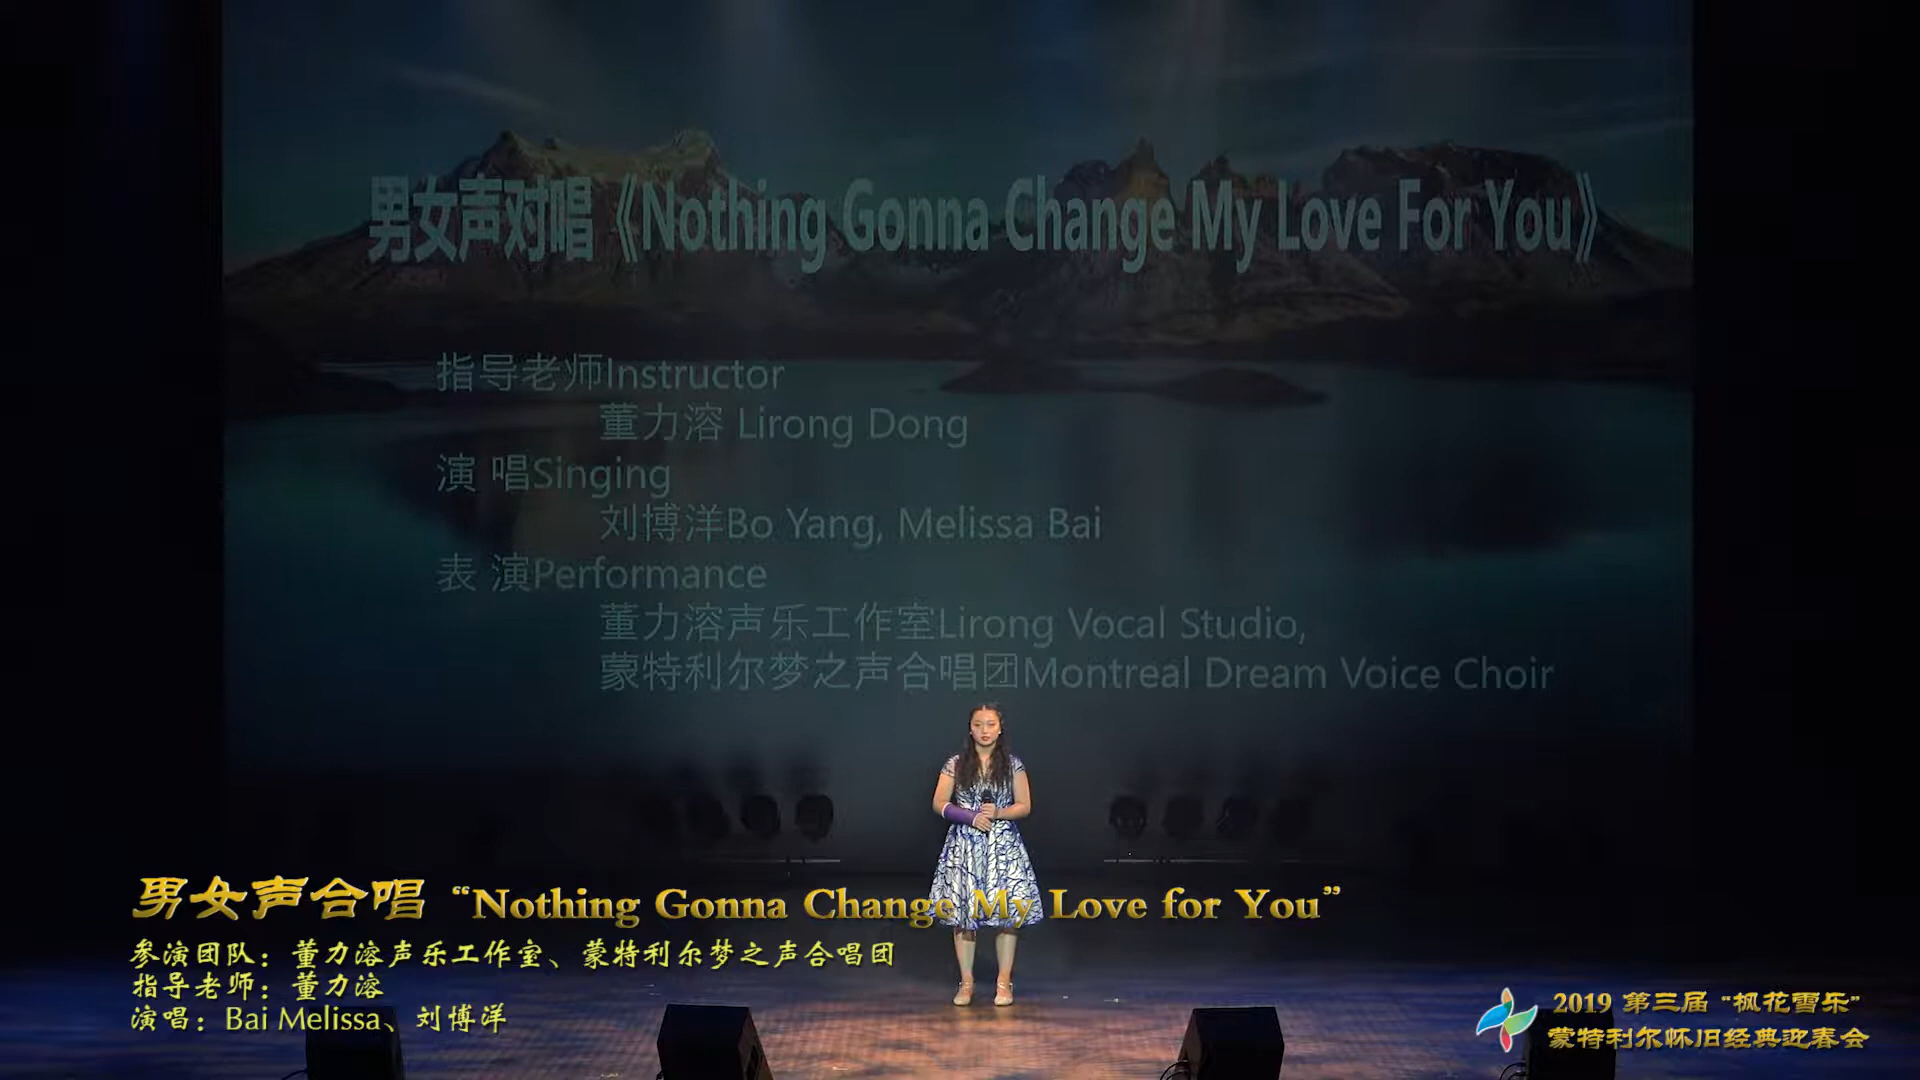 男女声对唱《Nothing Gonna Change My Love For You》
指导老师Instructor
董力溶 Lirong Dong
演 唱Singing
刘博洋Bo Yang, Melissa Bai
表 演Performance
董力溶声乐工作室Lirong Vocal Studio,
蒙特利尔梦之声合唱团Montreal Dream Voice Choir
男女声合唱 “Nothing Gonna Change My Love for You”
参演团队：董力溶声乐工作室、蒙特利尔梦之声合唱团
指导老师：董力溶
演唱：Bai Melissa、刘博洋
2019 第三届 “枫花雪乐”
蒙特利尔怀旧经典迎春会